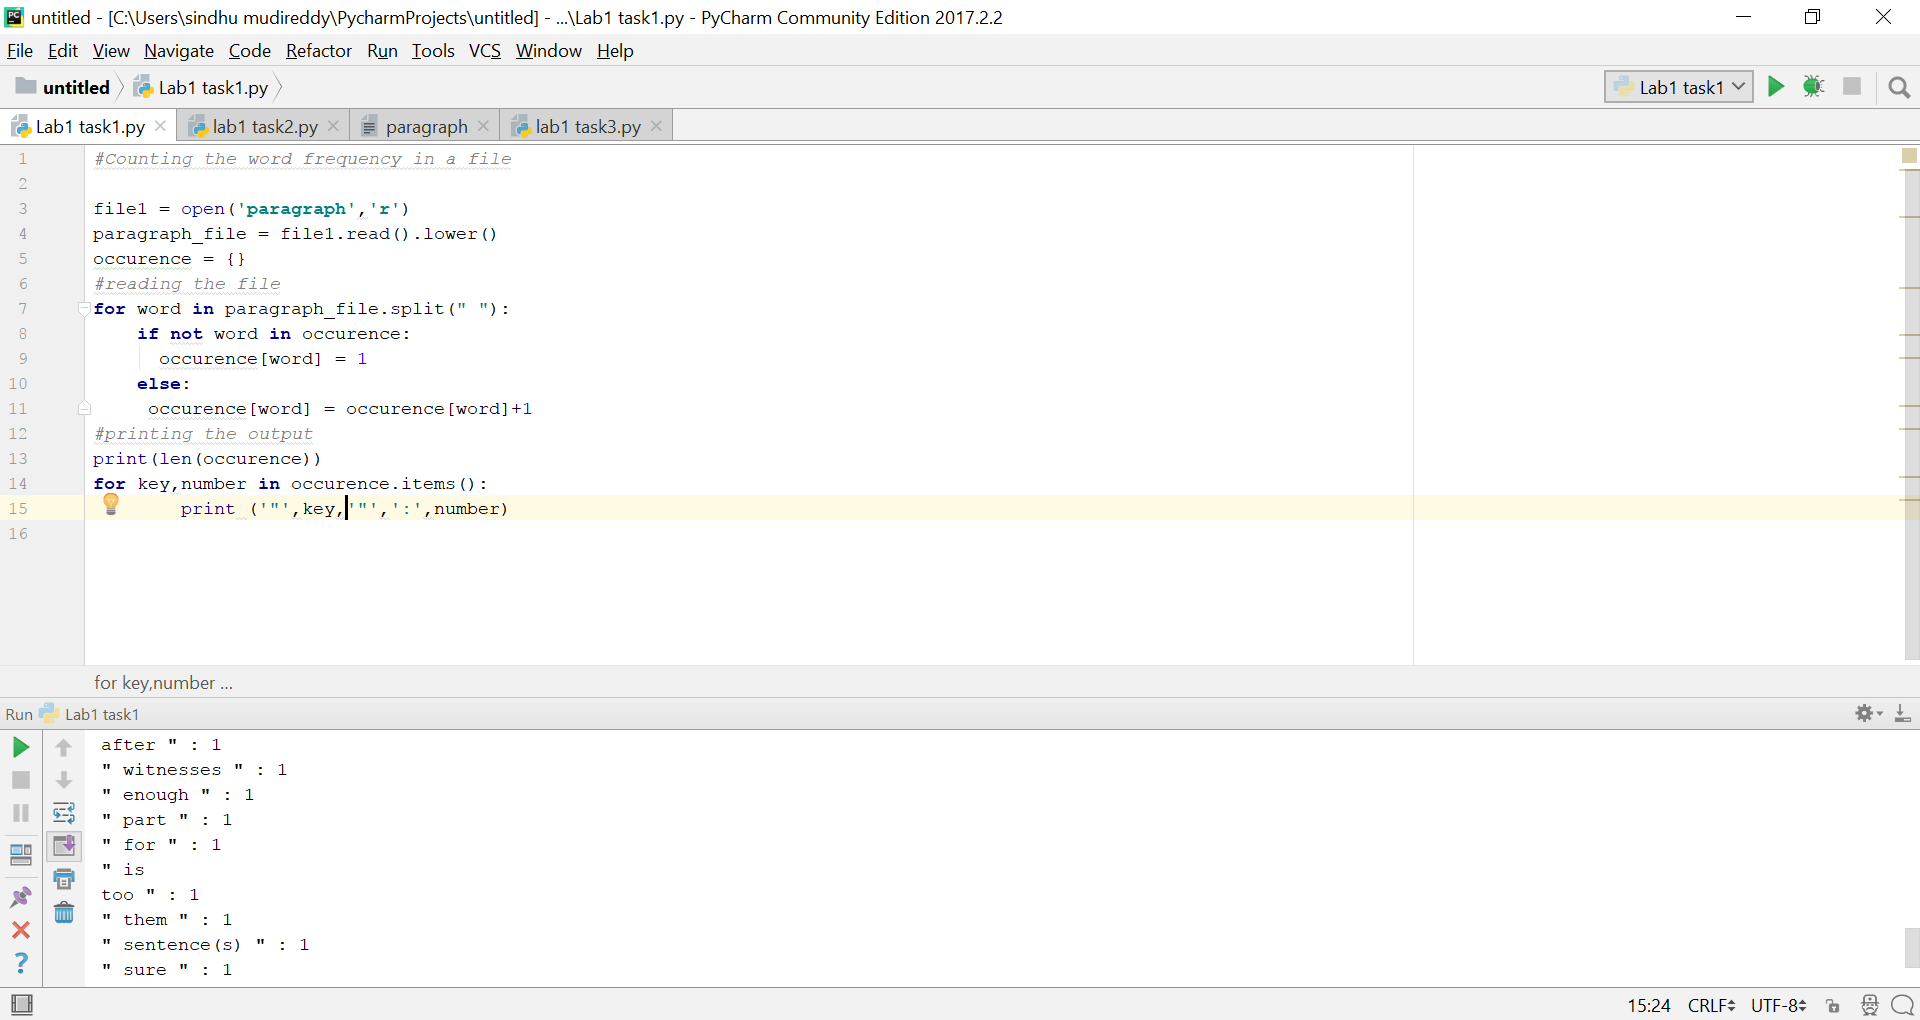 PC untitled - [C:\Users\sindhu mudireddy\PycharmProjects\untitled] - ...\Lab1 task1.py - PyCharm Community Edition 2017.2.2
File Edit View Navigate Code Refactor Run Tools VCS Window Help
untitled Lab1 task1.py Lab1 task1
Lab1 task1.py lab1 task2.py paragraph lab1 task3.py
1 #Counting the word frequency in a file
2
3 file1 = open('paragraph','r')
4 paragraph_file = file1.read().lower()
5 occurence = {}
6 #reading the file
7 for word in paragraph_file.split(" "):
8     if not word in occurence:
9       occurence[word] = 1
10     else:
11      occurence[word] = occurence[word]+1
12 #printing the output
13 print(len(occurence))
14 for key,number in occurence.items():
15         print ('"',key,'"',':',number)
16
for key,number ...
Run Lab1 task1
after " : 1
" witnesses " : 1
" enough " : 1
" part " : 1
" for " : 1
" is
too " : 1
" them " : 1
" sentence(s) " : 1
" sure " : 1
15:24 CRLF UTF-8